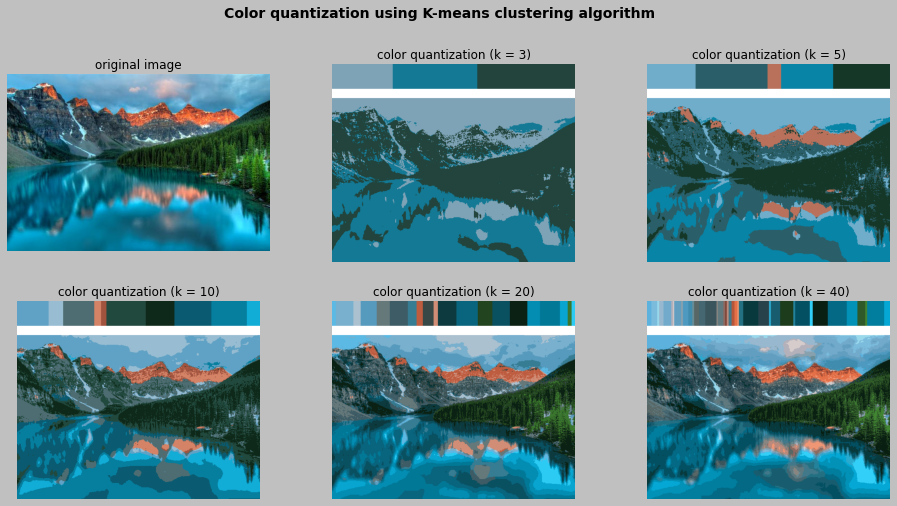 Color quantization using K-means clustering algorithm
original image
color quantization (k = 3)
color quantization (k = 5)
color quantization (k = 10)
color quantization (k = 20)
color quantization (k = 40)